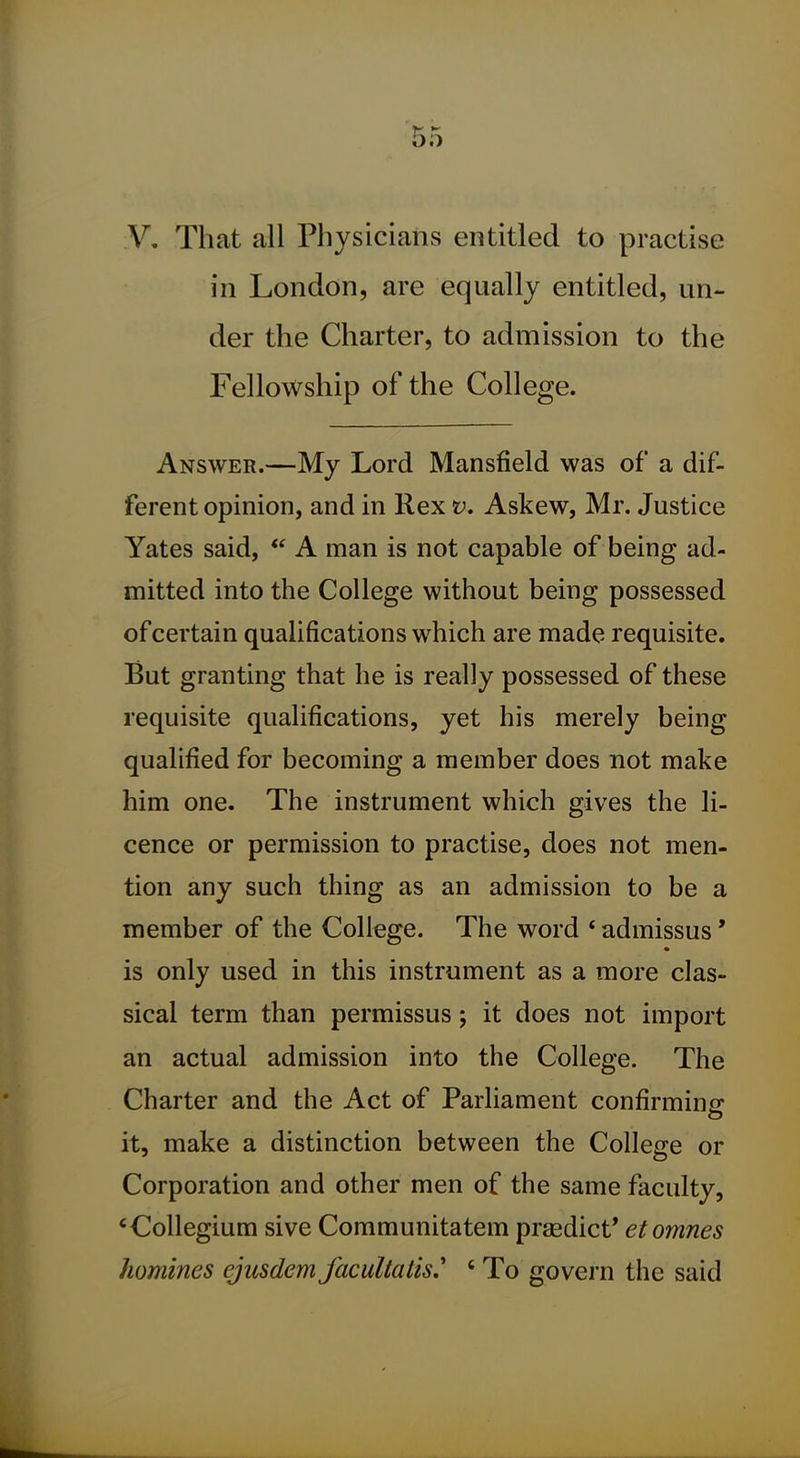 55
V. That all Physicians entitled to practise
in London, are equally entitled, un-
der the Charter, to admission to the
Fellowship of the College.
Answer.—My Lord Mansfield was of a dif-
ferent opinion, and in Rex v. Askew, Mr. Justice
Yates said, “ A man is not capable of being ad-
mitted into the College without being possessed
of certain qualifications which are made requisite.
But granting that he is really possessed of these
requisite qualifications, yet his merely being
qualified for becoming a member does not make
him one. The instrument which gives the li-
cence or permission to practise, does not men-
tion any such thing as an admission to be a
member of the College. The word ‘ admissus ’
is only used in this instrument as a more clas-
sical term than permissus ; it does not import
an actual admission into the College. The
Charter and the Act of Parliament confirming
it, make a distinction between the College or
Corporation and other men of the same faculty,
‘Collegium sive Communitatem prædict’ et omnes
homines ejusdem facultatis.’ ‘ To govern the said